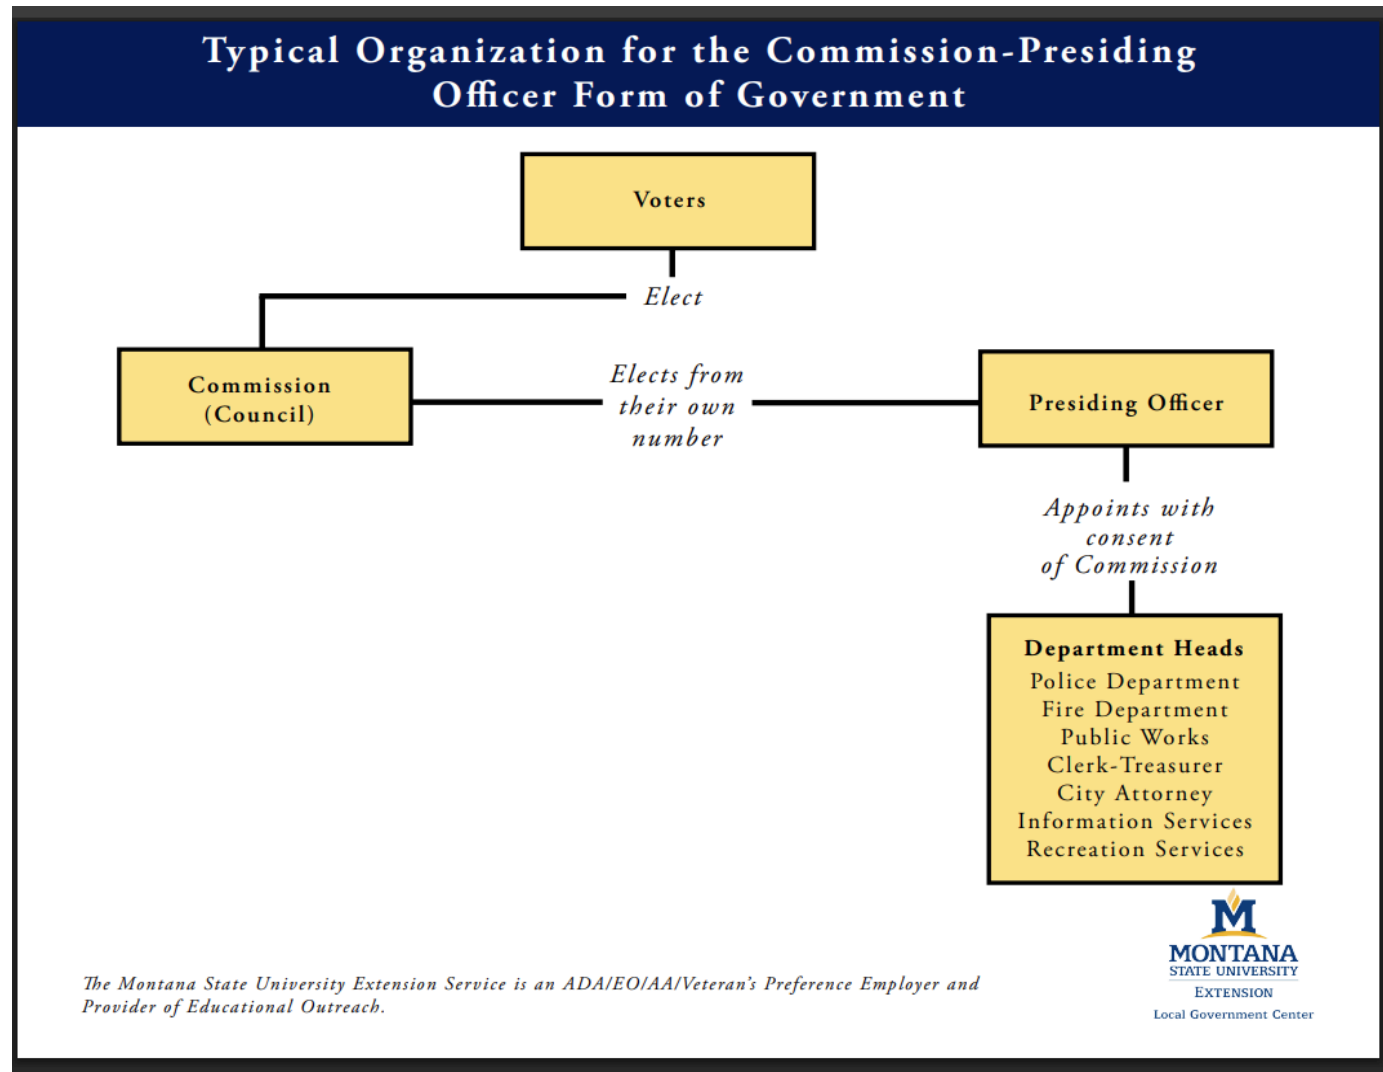 Typical Organization for the Commission-Presiding
Officer Form of Government
Voters
Elect
Commission
(Council)
Elects from
their own
number
Presiding Officer
Appoints with
consent
of Commission
Department Heads
Police Department
Fire Department
Public Works
Clerk-Treasurer
City Attorney
Information Services
Recreation Services
The Montana State University Extension Service is an ADA/EO/AA/Veteran's Preference Employer and
Provider of Educational Outreach.
M
MONTANA
STATE UNIVERSITY
EXTENSION
Local Government Center